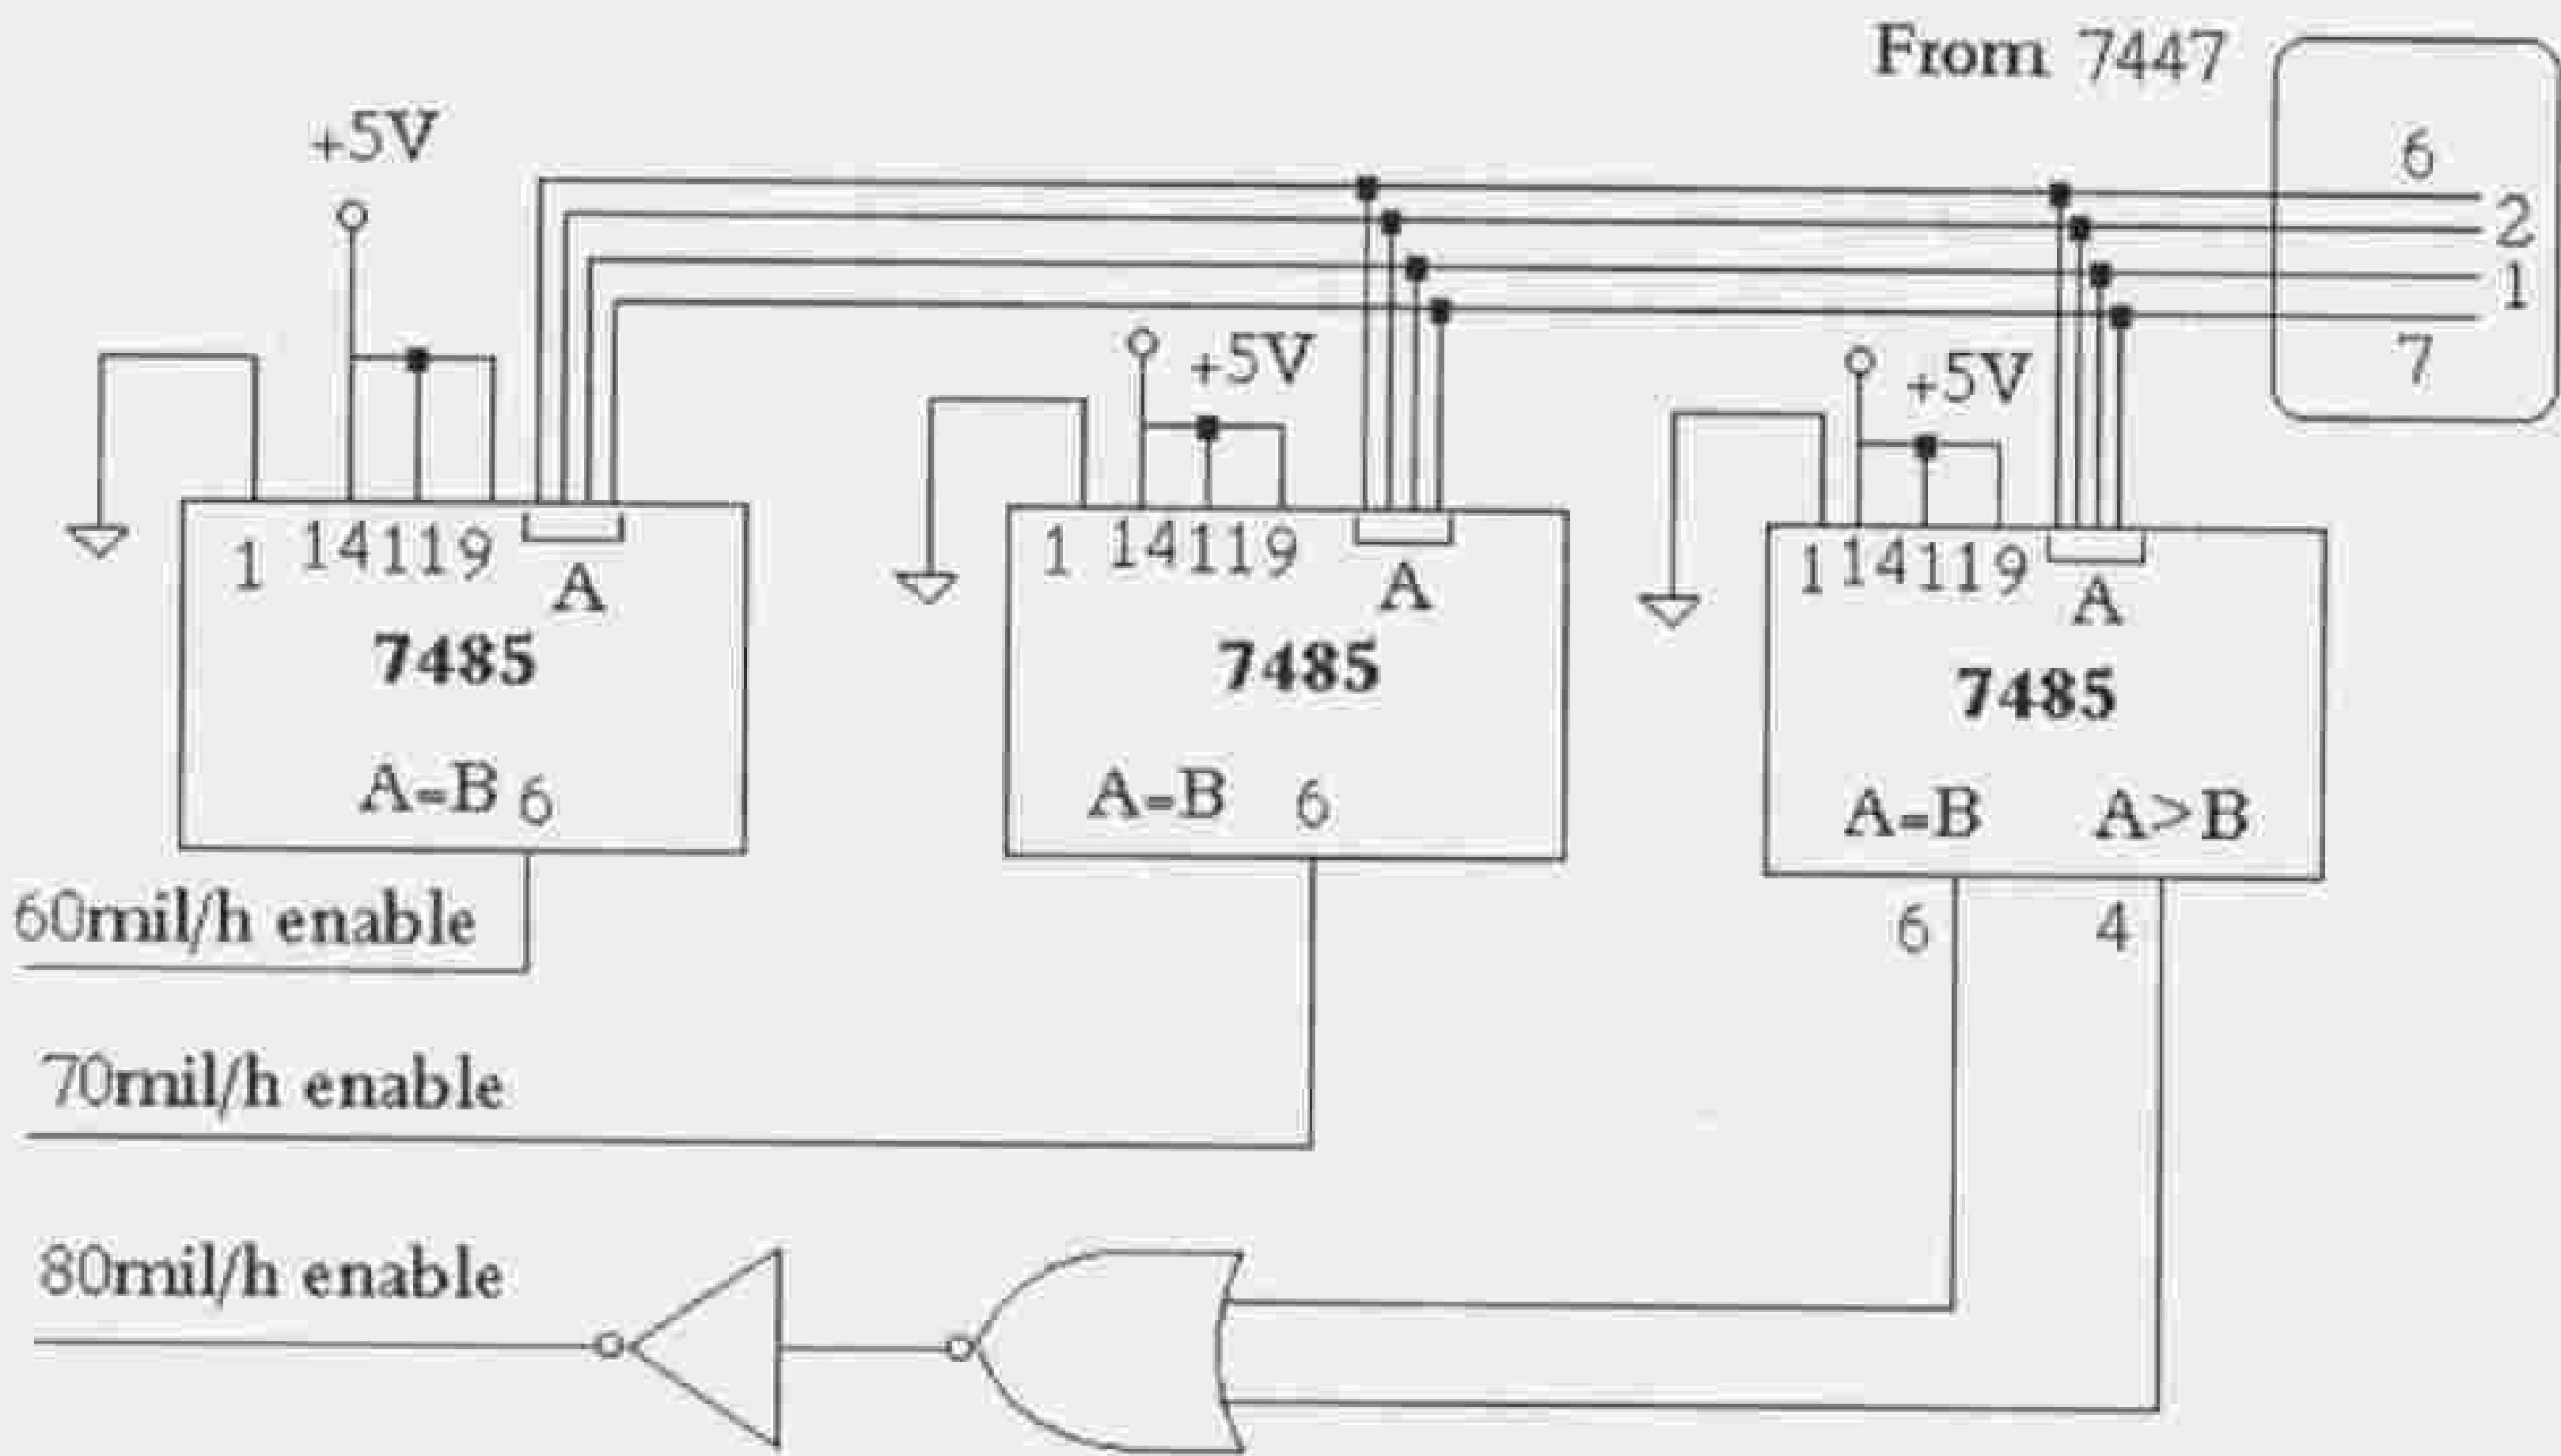 From 7447
+5V
6
2
1
7
+5V
+5V
1 14 11 9
A
7485
A=B 6
1 14 11 9
A
7485
A=B 6
1 14 11 9
A
7485
A=B A>B
6 4
60mil/h enable
70mil/h enable
80mil/h enable